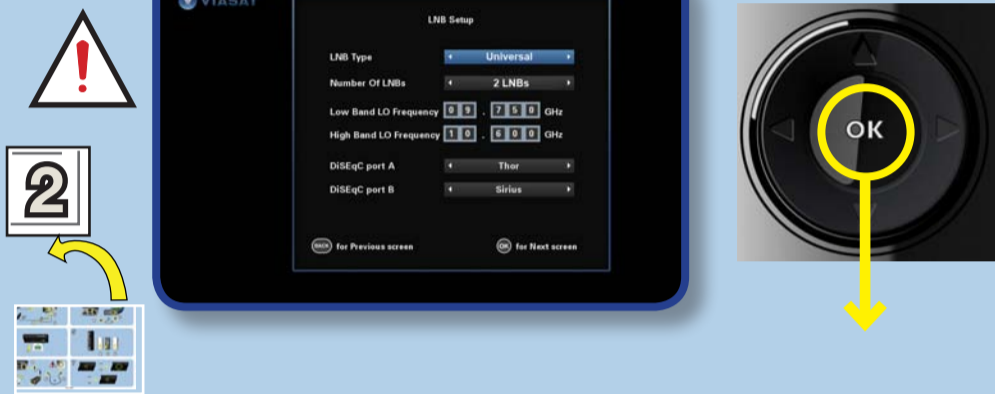 VIASAT
LNB Setup
LNB Type Universal
Number Of LNBs 2 LNBs
Low Band LO Frequency 0 9 . 7 5 0 GHz
High Band LO Frequency 1 0 . 6 0 0 GHz
DiSEqC port A Thor
DiSEqC port B Sirius
BACK for Previous screen
OK for Next screen
OK
!
2